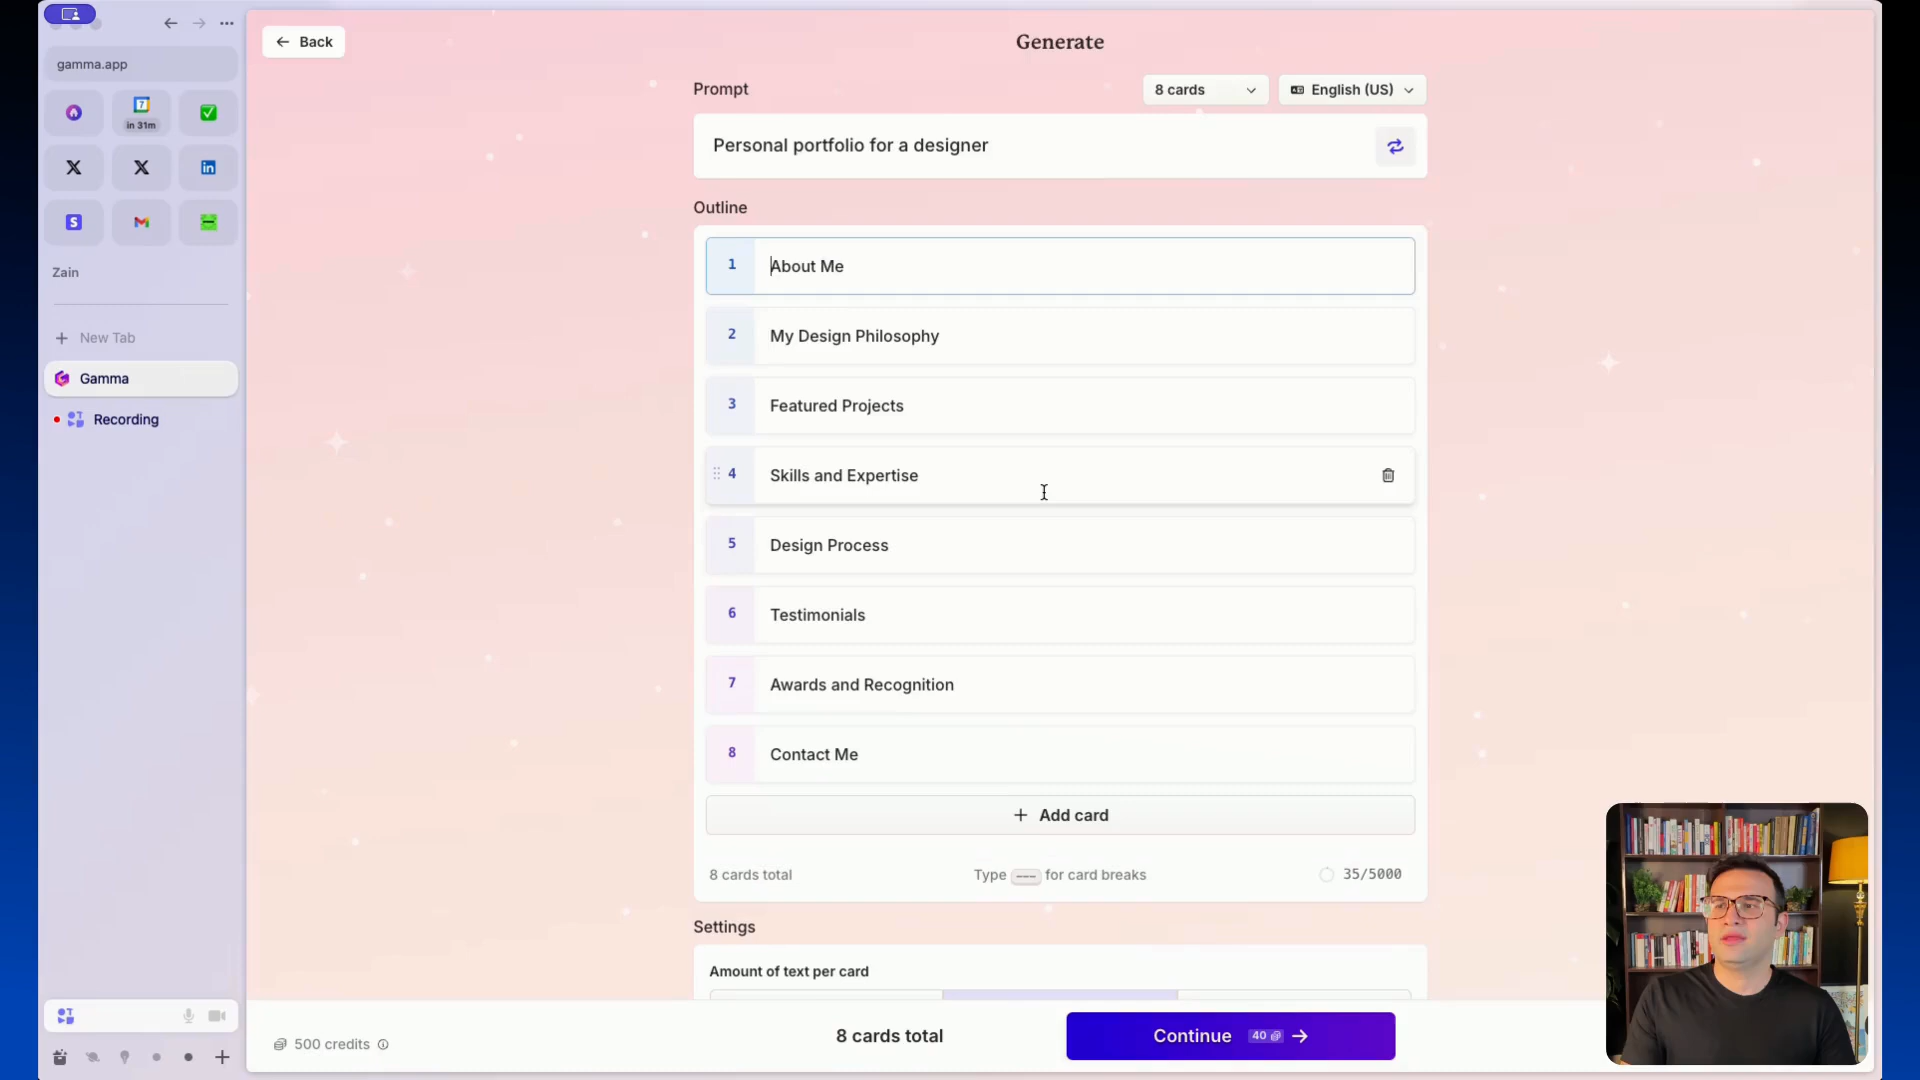 gamma.app
7
in 31m
S
Zain
New Tab
Gamma
Recording
Back
Generate
Prompt
8 cards
English (US)
Personal portfolio for a designer
Outline
1 About Me
2 My Design Philosophy
3 Featured Projects
4 Skills and Expertise
5 Design Process
6 Testimonials
7 Awards and Recognition
8 Contact Me
+ Add card
8 cards total
Type --- for card breaks
35/5000
Settings
Amount of text per card
500 credits
8 cards total
Continue 40